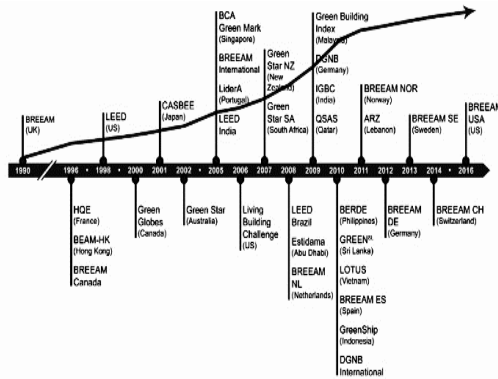 BCA
Green Mark
(Singapore)
BREEAM
International
LiderA
(Portugal)
LEED
India
Green
Star NZ
(New
Zealand)
Green
Star SA
(South Africa)
Green Building
Index
(Malaysia)
DGNB
(Germany)
IGBC
(India)
QSAS
(Qatar)
BREEAM
(UK)
LEED
(US)
CASBEE
(Japan)
BREEAM NOR
(Norway)
ARZ
(Lebanon)
BREEAM SE
(Sweden)
BREEAM
USA
(US)
1990 1996 • 1998 • 2000 2001 2002 • 2005 2006 2007 2008 2009 2010 2011 2012 2013 2014 • 2016
HQE
(France)
BEAM-HK
(Hong Kong)
BREEAM
Canada
Green
Globes
(Canada)
Green Star
(Australia)
Living
Building
Challenge
(US)
LEED
Brazil
Estidama
(Abu Dhabi)
BREEAM
NL
(Netherlands)
BERDE
(Philippines)
GREEN
(Sri Lanka)
LOTUS
(Vietnam)
BREEAM ES
(Spain)
GreenShip
(Indonesia)
DGNB
International
BREEAM
DE
(Germany)
BREEAM CH
(Switzerland)